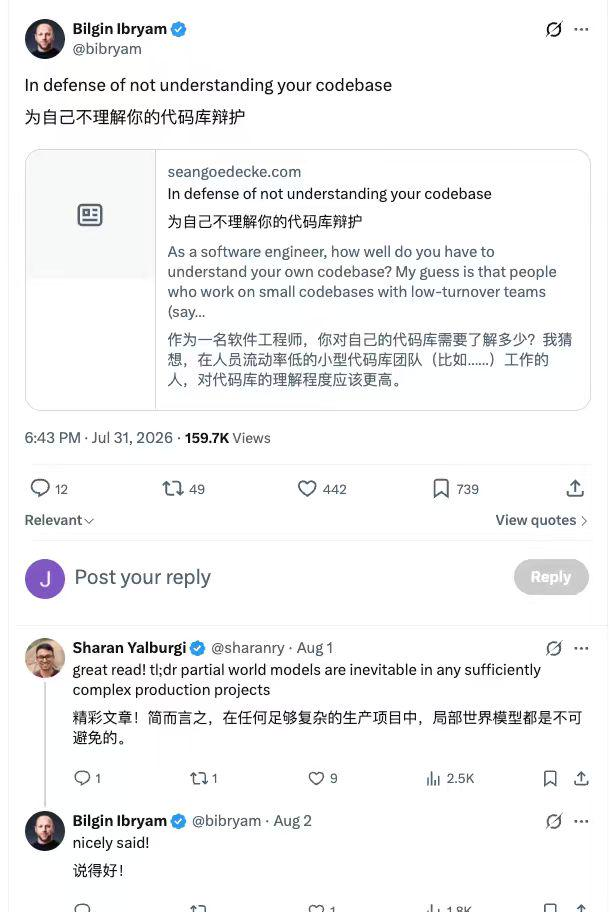 Bilgin Ibryam
@bibryam
In defense of not understanding your codebase
为自己不理解你的代码库辩护
seangoedecke.com
In defense of not understanding your codebase
为自己不理解你的代码库辩护
As a software engineer, how well do you have to
understand your own codebase? My guess is that people
who work on small codebases with low-turnover teams
(say...
作为一名软件工程师，你对自己的代码库需要了解多少？我猜
想，在人员流动率低的小型代码库团队（比如……）工作的
人，对代码库的理解程度应该更高。
6:43 PM · Jul 31, 2026 · 159.7K Views
12 49 442 739
Relevant View quotes
J Post your reply Reply
Sharan Yalburgi @sharanry · Aug 1
great read! tl;dr partial world models are inevitable in any sufficiently
complex production projects
精彩文章！简而言之，在任何足够复杂的生产项目中，局部世界模型都是不可
避免的。
1 1 9 2.5K
Bilgin Ibryam @bibryam · Aug 2
nicely said!
说得好！
1 1.8K